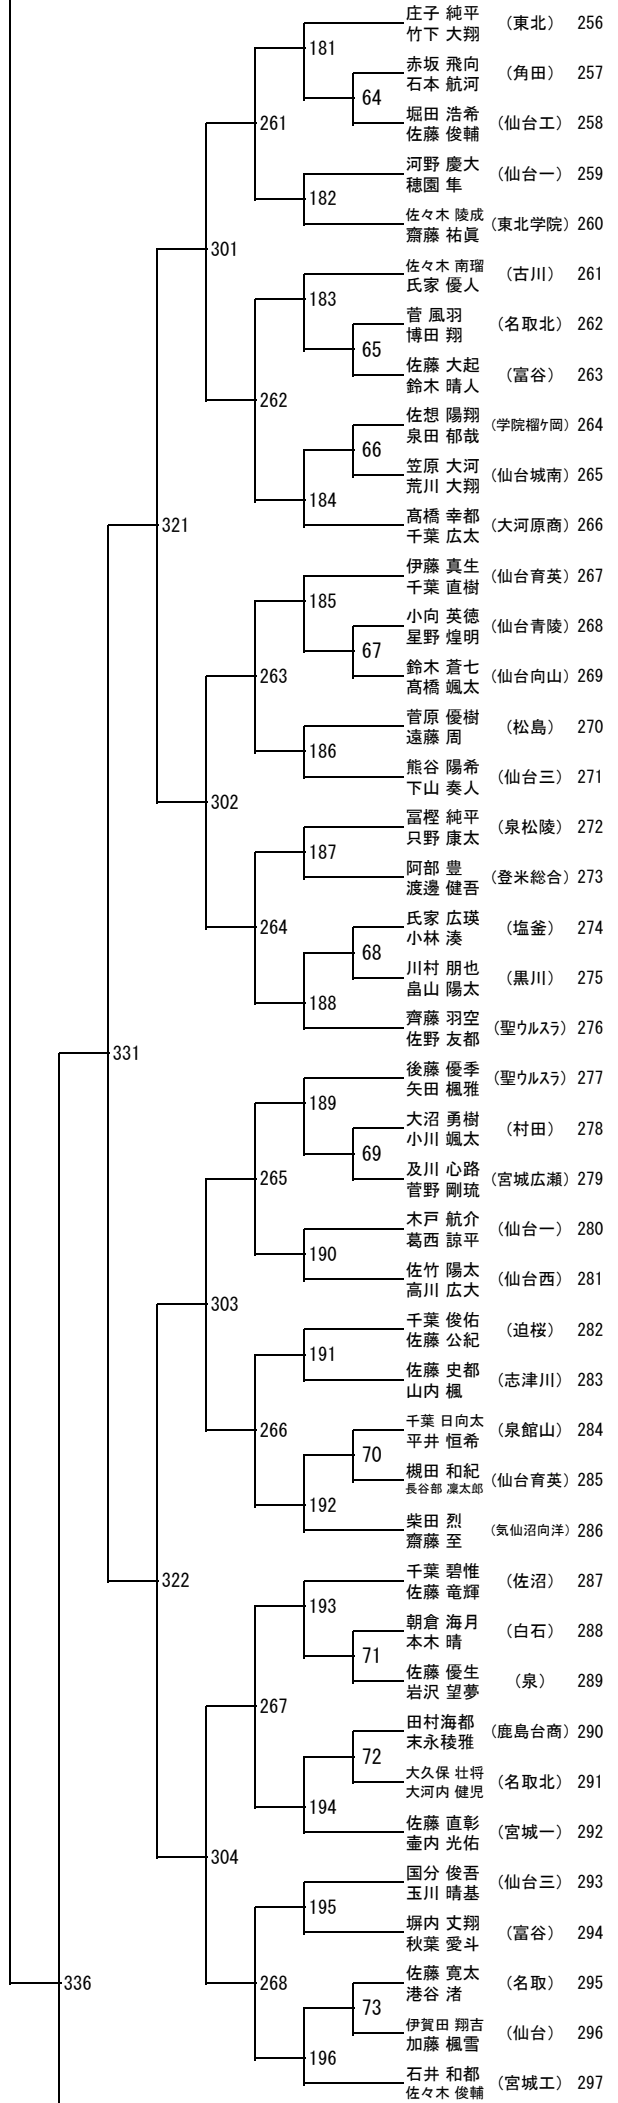 庄子 純平
竹下 大翔
（東北） 256
181
赤坂 飛向
石本 航河
（角田） 257
64
261
堀田 浩希
佐藤 俊輔
（仙台工） 258
河野 慶大
穂園 隼
（仙台一） 259
182
佐々木 陵成
齋藤 祐眞
（東北学院） 260
301
佐々木 南瑠
氏家 優人
（古川） 261
183
菅 風羽
博田 翔
（名取北） 262
65
佐藤 大起
鈴木 晴人
（富谷） 263
262
佐想 陽翔
泉田 郁哉
（学院榴ケ岡） 264
66
笠原 大河
荒川 大翔
（仙台城南） 265
184
髙橋 幸都
千葉 広太
（大河原商） 266
321
伊藤 真生
千葉 直樹
（仙台育英） 267
185
小向 英徳
星野 煌明
（仙台青陵） 268
67
263
鈴木 蒼七
髙橋 颯太
（仙台向山） 269
菅原 優樹
遠藤 周
（松島） 270
186
熊谷 陽希
下山 奏人
（仙台三） 271
302
冨樫 純平
只野 康太
（泉松陵） 272
187
阿部 豊
渡邊 健吾
（登米総合） 273
264
氏家 広瑛
小林 湊
（塩釜） 274
68
川村 朋也
畠山 陽太
（黒川） 275
188
齊藤 羽空
佐野 友都
（聖ウルスラ） 276
331
後藤 優季
矢田 楓雅
（聖ウルスラ） 277
189
大沼 勇樹
小川 颯太
（村田） 278
69
265
及川 心路
菅野 剛琉
（宮城広瀬） 279
木戸 航介
葛西 諒平
（仙台一） 280
190
佐竹 陽太
高川 広大
（仙台西） 281
303
千葉 俊佑
佐藤 公紀
（迫桜） 282
191
佐藤 史都
山内 楓
（志津川） 283
266
千葉 日向太
平井 恒希
（泉館山） 284
70
槻田 和紀
長谷部 凜太郎
（仙台育英） 285
192
柴田 烈
齋藤 至
（気仙沼向洋） 286
322
千葉 碧惟
佐藤 竜輝
（佐沼） 287
193
朝倉 海月
本木 晴
（白石） 288
71
267
佐藤 優生
岩沢 望夢
（泉） 289
田村海都
末永稜雅
（鹿島台商） 290
72
大久保 壮将
大河内 健児
（名取北） 291
194
佐藤 直彰
壷内 光佑
（宮城一） 292
304
国分 俊吾
玉川 晴基
（仙台三） 293
195
塀内 丈翔
秋葉 愛斗
（富谷） 294
336
268
佐藤 寛太
港谷 渚
（名取） 295
73
伊賀田 翔吉
加藤 楓雪
（仙台） 296
196
石井 和都
佐々木 俊輔
（宮城工） 297